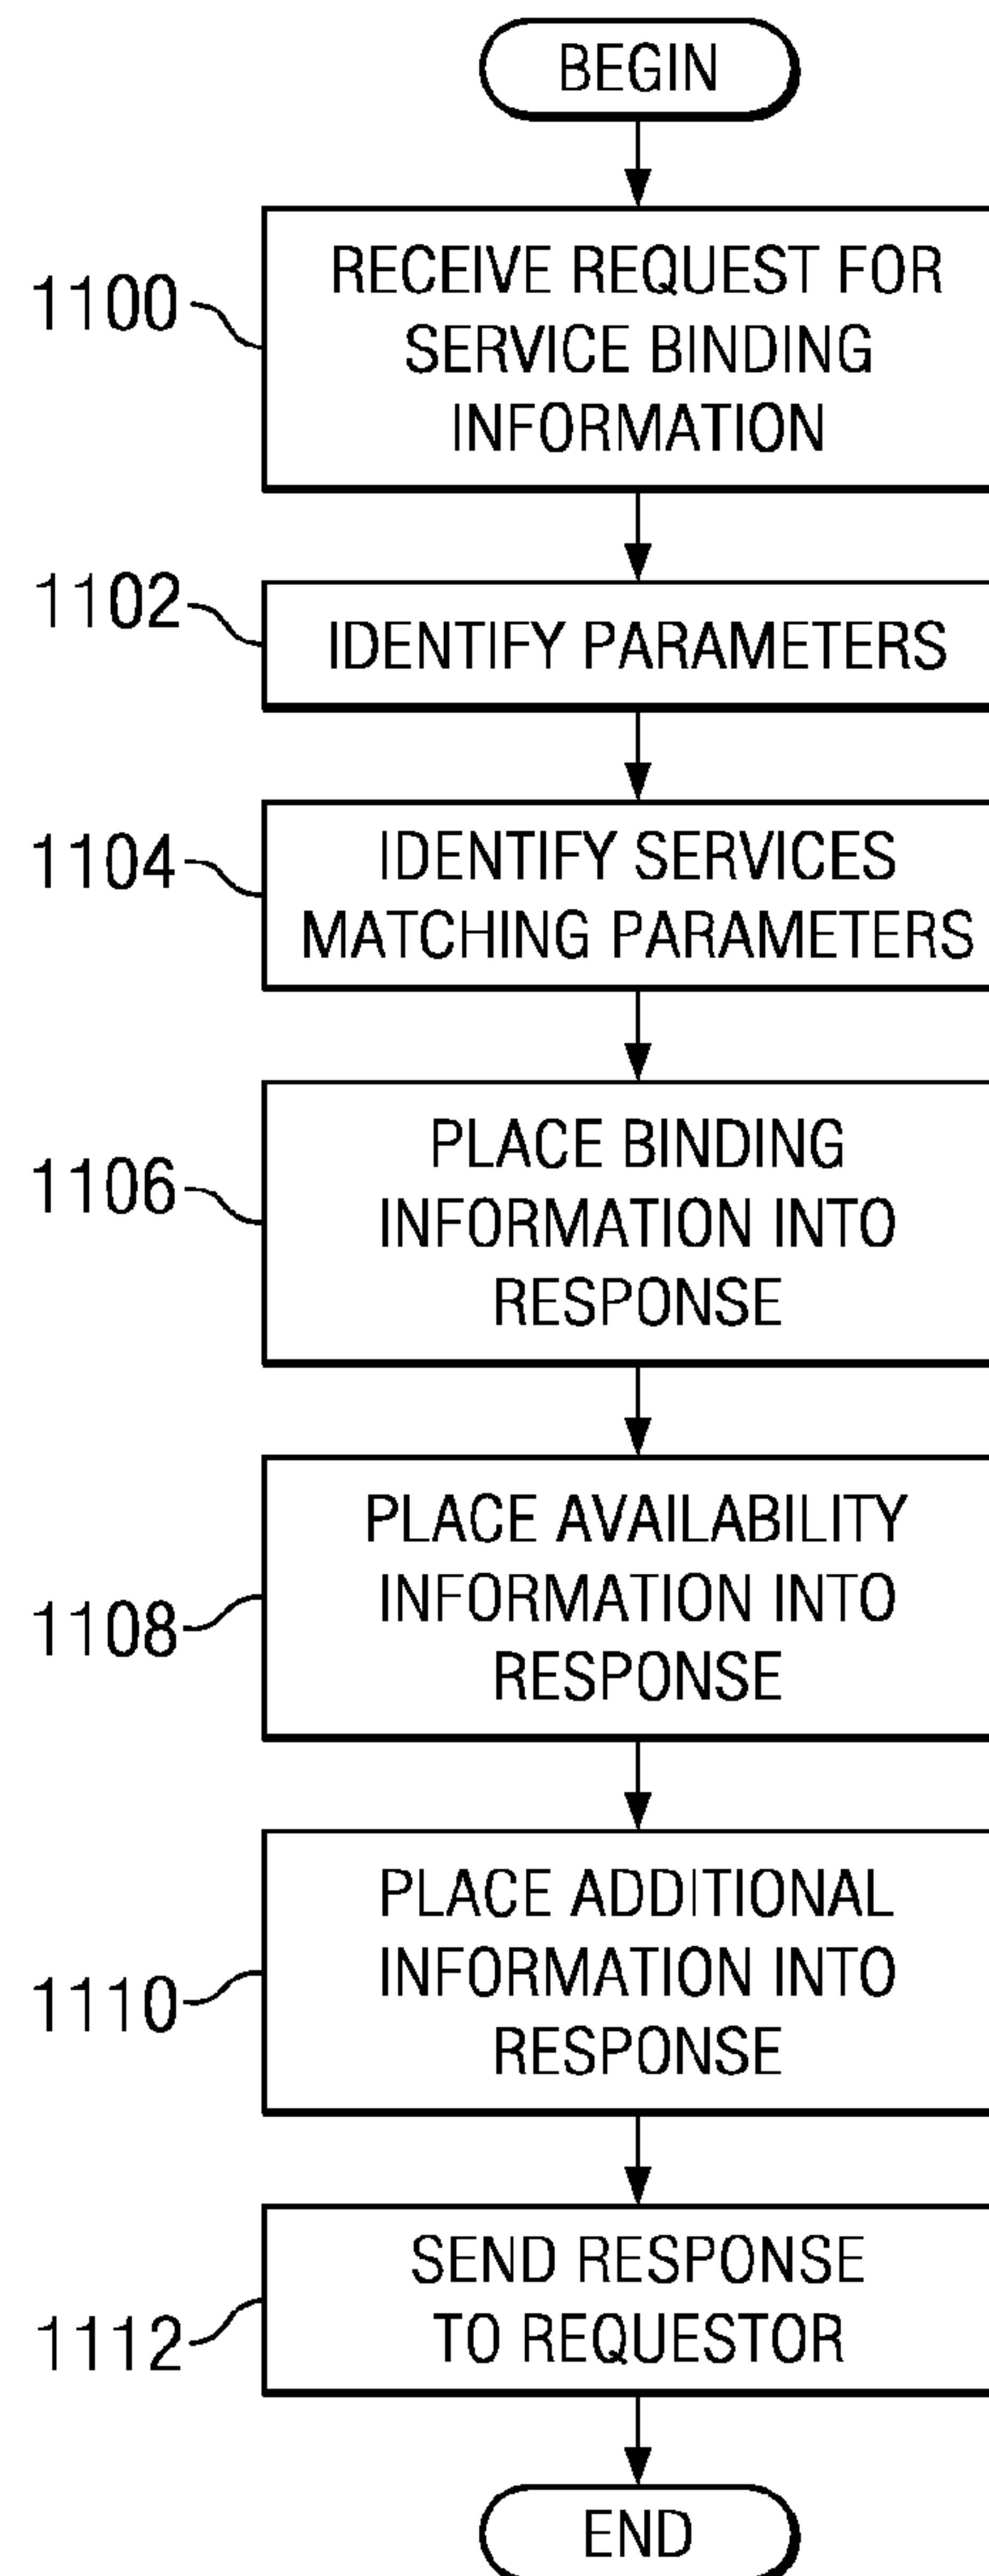 BEGIN
1100
RECEIVE REQUEST FOR
SERVICE BINDING
INFORMATION
1102
IDENTIFY PARAMETERS
1104
IDENTIFY SERVICES
MATCHING PARAMETERS
1106
PLACE BINDING
INFORMATION INTO
RESPONSE
1108
PLACE AVAILABILITY
INFORMATION INTO
RESPONSE
1110
PLACE ADDITIONAL
INFORMATION INTO
RESPONSE
1112
SEND RESPONSE
TO REQUESTOR
END